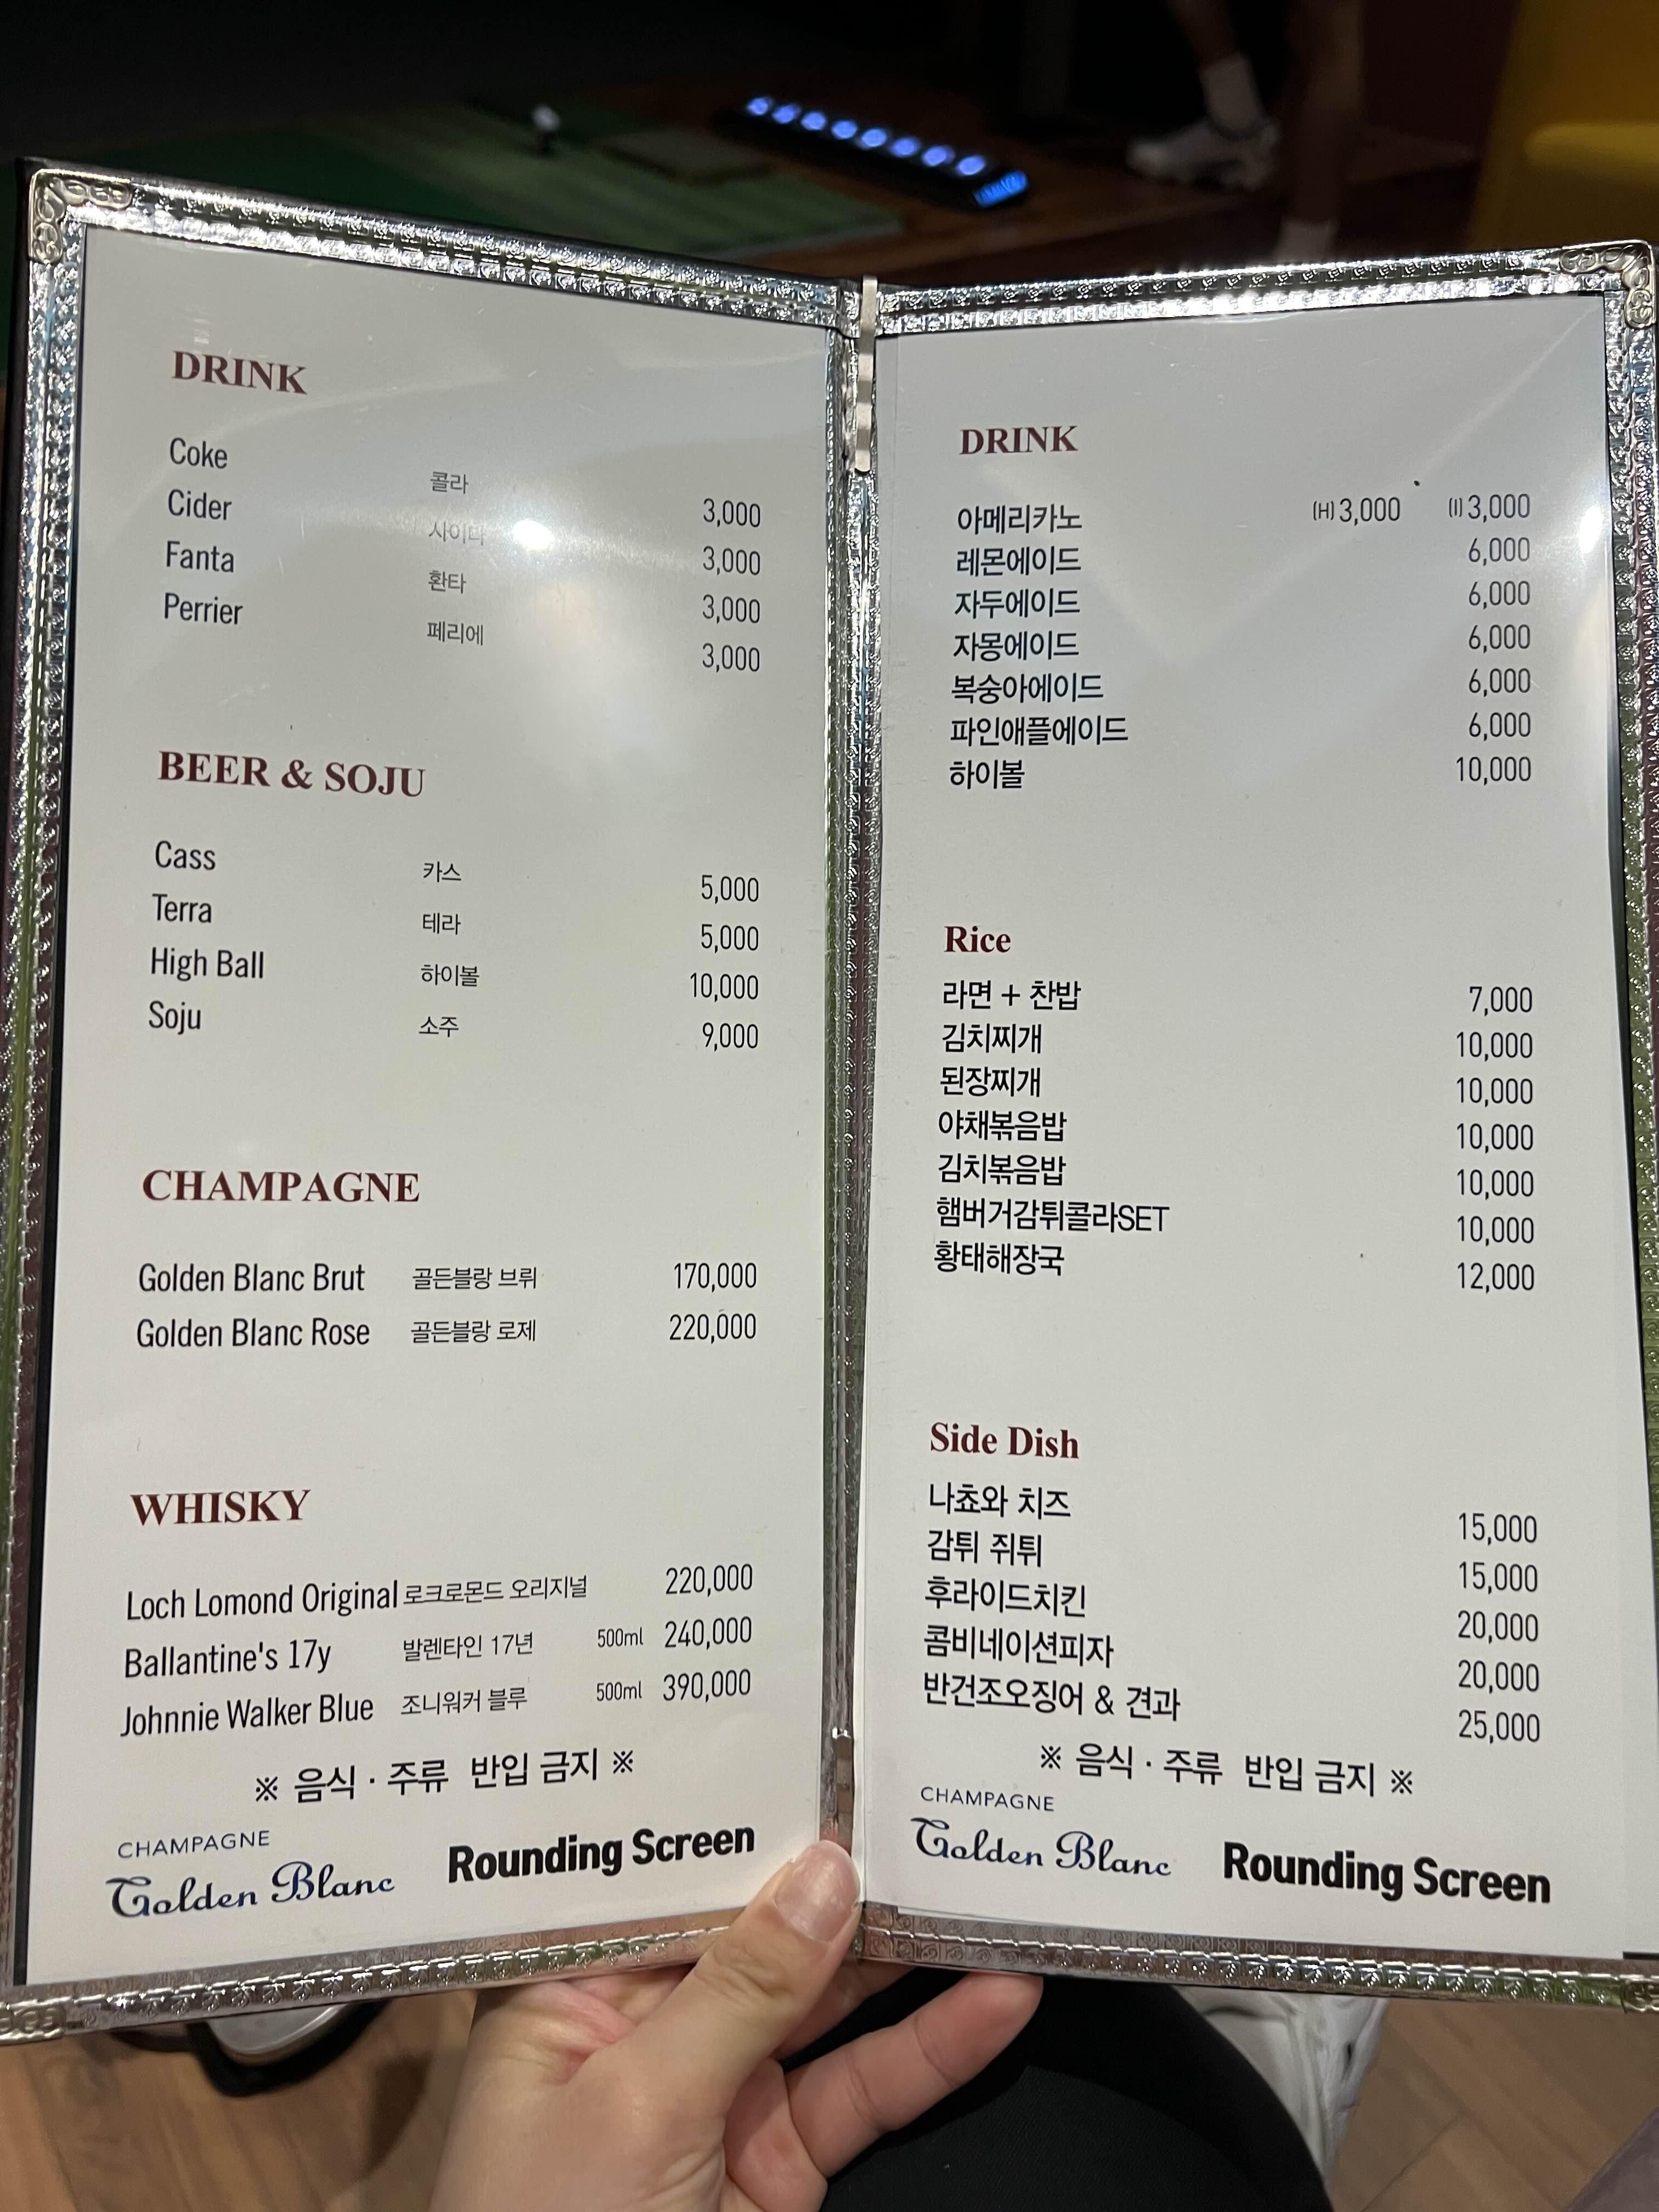 DRINK
Coke 콜라 3,000
Cider 사이다 3,000
Fanta 환타 3,000
Perrier 페리에 3,000
BEER & SOJU
Cass 카스 5,000
Terra 테라 5,000
High Ball 하이볼 10,000
Soju 소주 9,000
CHAMPAGNE
Golden Blanc Brut 골든블랑 브뤼 170,000
Golden Blanc Rose 골든블랑 로제 220,000
WHISKY
Loch Lomond Original 로크로몬드 오리지널 220,000
Ballantine's 17y 발렌타인 17년 500ml 240,000
Johnnie Walker Blue 조니워커 블루 500ml 390,000
※ 음식 · 주류 반입 금지 ※
CHAMPAGNE
Golden Blanc Rounding Screen
DRINK
아메리카노 (H)3,000 (I)3,000
레몬에이드 6,000
자두에이드 6,000
자몽에이드 6,000
복숭아에이드 6,000
파인애플에이드 6,000
하이볼 10,000
Rice
라면 + 찬밥 7,000
김치찌개 10,000
된장찌개 10,000
야채볶음밥 10,000
김치볶음밥 10,000
햄버거감튀콜라SET 10,000
황태해장국 12,000
Side Dish
나쵸와 치즈 15,000
감튀 쥐튀 15,000
후라이드치킨 20,000
콤비네이션피자 20,000
반건조오징어 & 견과 25,000
※ 음식 · 주류 반입 금지 ※
CHAMPAGNE
Golden Blanc Rounding Screen